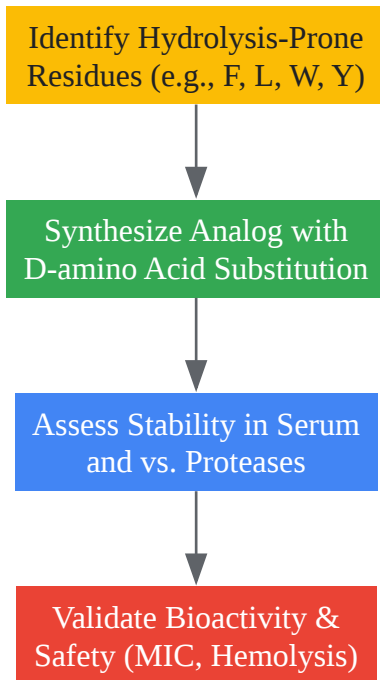 Identify Hydrolysis-Prone
Residues (e.g., F, L, W, Y)
Synthesize Analog with
D-amino Acid Substitution
Assess Stability in Serum
and vs. Proteases
Validate Bioactivity &
Safety (MIC, Hemolysis)